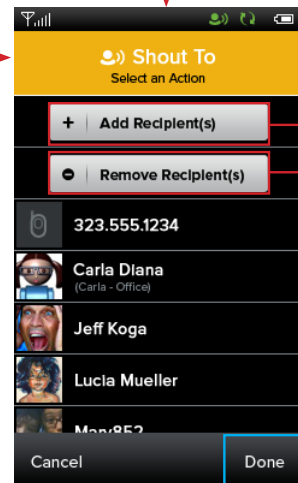 Shout To
Select an Action
+ Add Recipient(s)
Remove Recipient(s)
323.555.1234
Carla Diana
(Carla - Office)
Jeff Koga
Lucia Mueller
Mary852
Cancel
Done